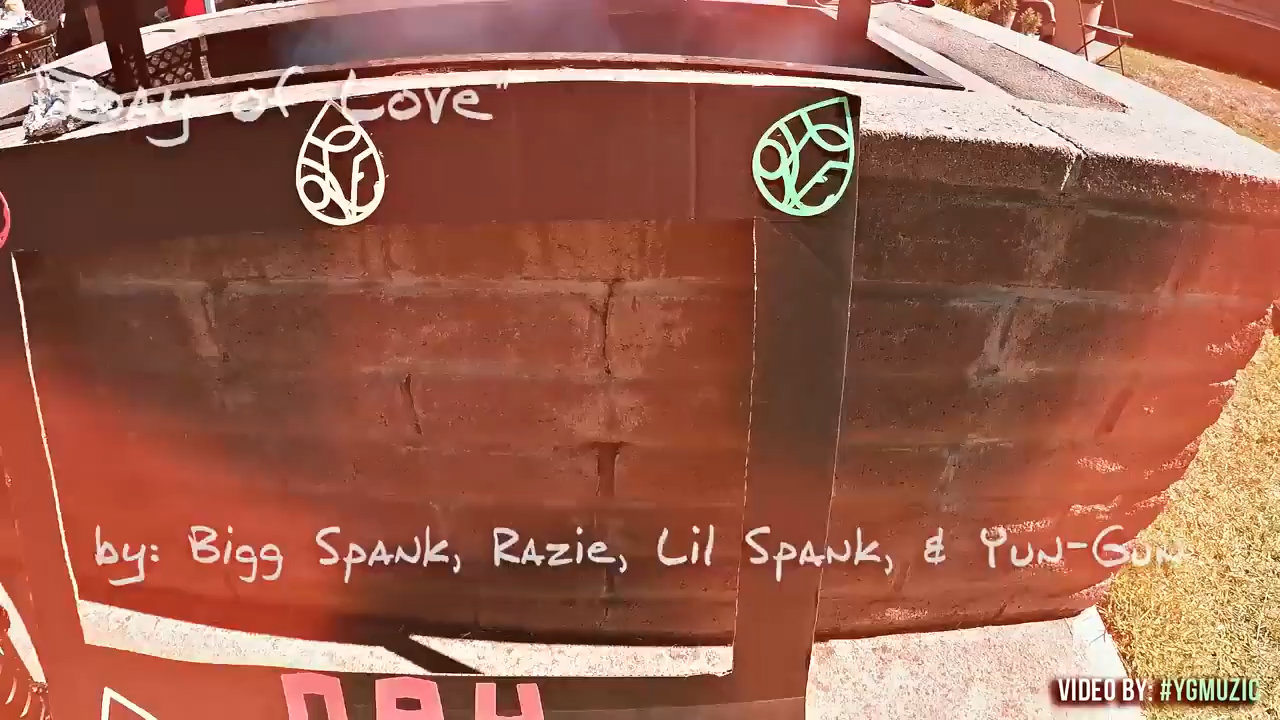 "Day of Love"
by: Bigg Spank, Razie, Lil Spank, & Yun-Gun
VIDEO BY: #YGMUZIC